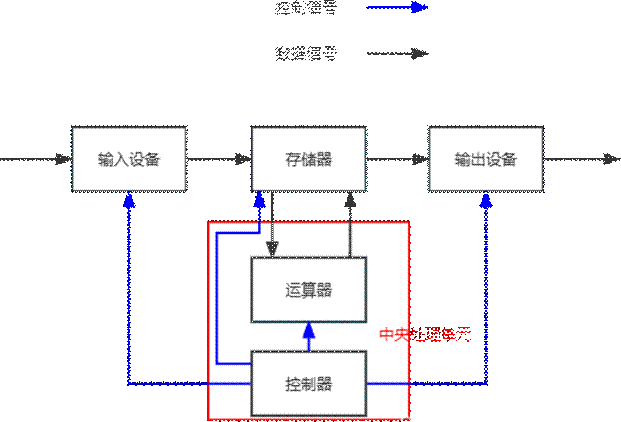 控制信号
数据信号
输入设备
存储器
输出设备
运算器
中央处理单元
控制器